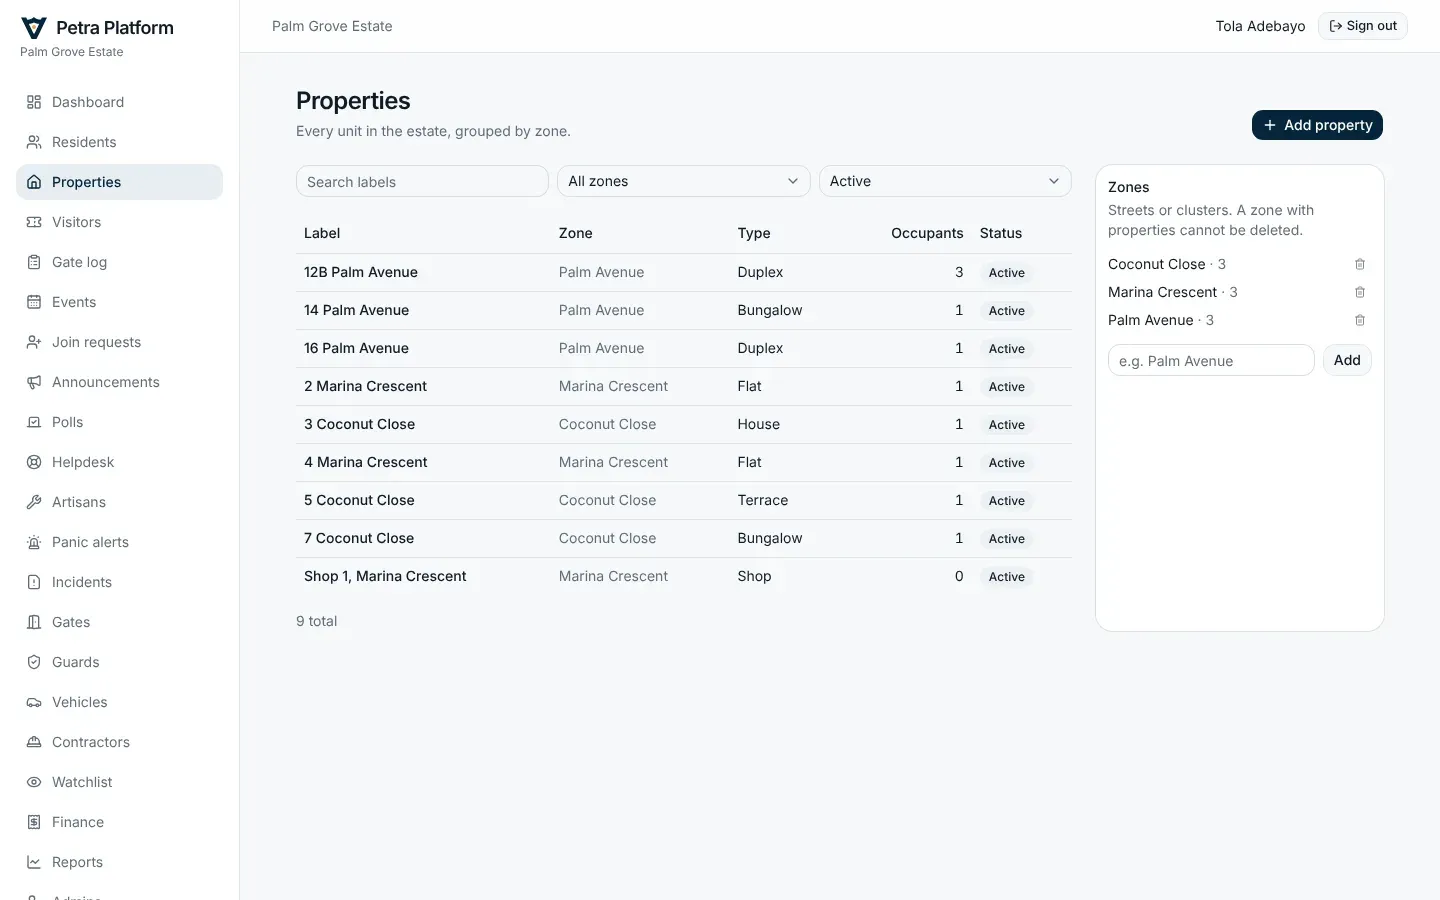 Petra Platform
Palm Grove Estate
Dashboard
Residents
Properties
Visitors
Gate log
Events
Join requests
Announcements
Polls
Helpdesk
Artisans
Panic alerts
Incidents
Gates
Guards
Vehicles
Contractors
Watchlist
Finance
Reports
Admins
Palm Grove Estate
Tola Adebayo
Sign out
Properties
Every unit in the estate, grouped by zone.
+ Add property
Search labels
All zones
Active
Label Zone Type Occupants Status
12B Palm Avenue Palm Avenue Duplex 3 Active
14 Palm Avenue Palm Avenue Bungalow 1 Active
16 Palm Avenue Palm Avenue Duplex 1 Active
2 Marina Crescent Marina Crescent Flat 1 Active
3 Coconut Close Coconut Close House 1 Active
4 Marina Crescent Marina Crescent Flat 1 Active
5 Coconut Close Coconut Close Terrace 1 Active
7 Coconut Close Coconut Close Bungalow 1 Active
Shop 1, Marina Crescent Marina Crescent Shop 0 Active
9 total
Zones
Streets or clusters. A zone with
properties cannot be deleted.
Coconut Close · 3
Marina Crescent · 3
Palm Avenue · 3
e.g. Palm Avenue
Add